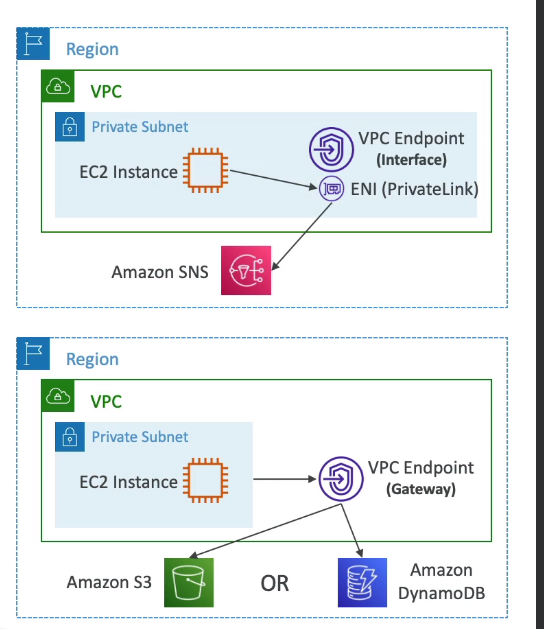 Region
VPC
Private Subnet
VPC Endpoint
(Interface)
EC2 Instance
ENI (PrivateLink)
Amazon SNS
Region
VPC
Private Subnet
EC2 Instance
VPC Endpoint
(Gateway)
Amazon S3
OR
Amazon
DynamoDB